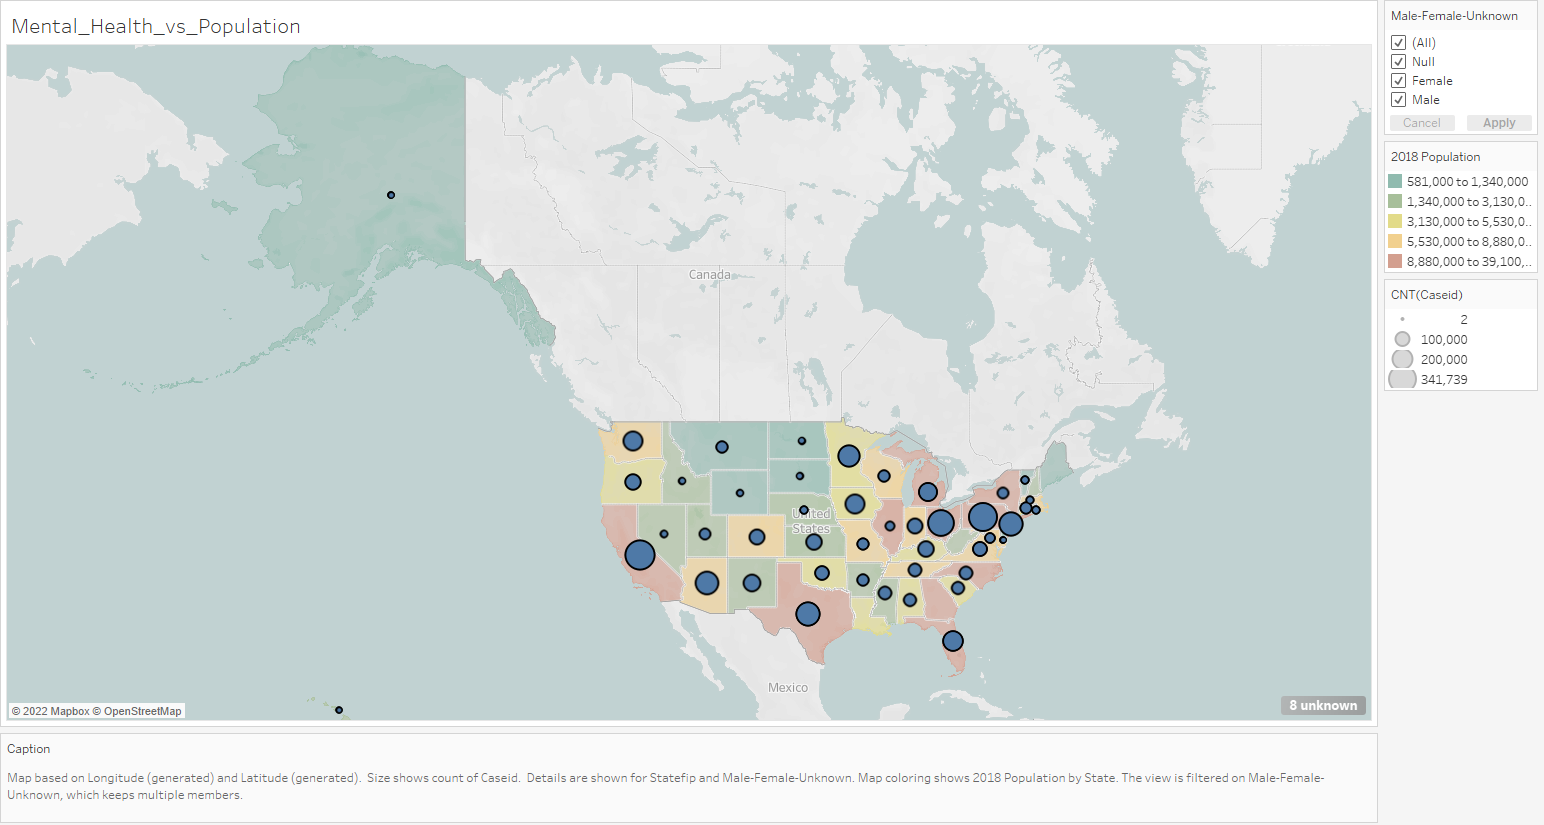 Mental_Health_vs_Population
Canada
United
States
Mexico
© 2022 Mapbox © OpenStreetMap
8 unknown
Male-Female-Unknown
(All)
Null
Female
Male
Cancel
Apply
2018 Population
581,000 to 1,340,000
1,340,000 to 3,130,0..
3,130,000 to 5,530,0..
5,530,000 to 8,880,0..
8,880,000 to 39,100,..
CNT(Caseid)
2
100,000
200,000
341,739
Caption
Map based on Longitude (generated) and Latitude (generated).  Size shows count of Caseid.  Details are shown for Statefip and Male-Female-Unknown. Map coloring shows 2018 Population by State. The view is filtered on Male-Female-
Unknown, which keeps multiple members.